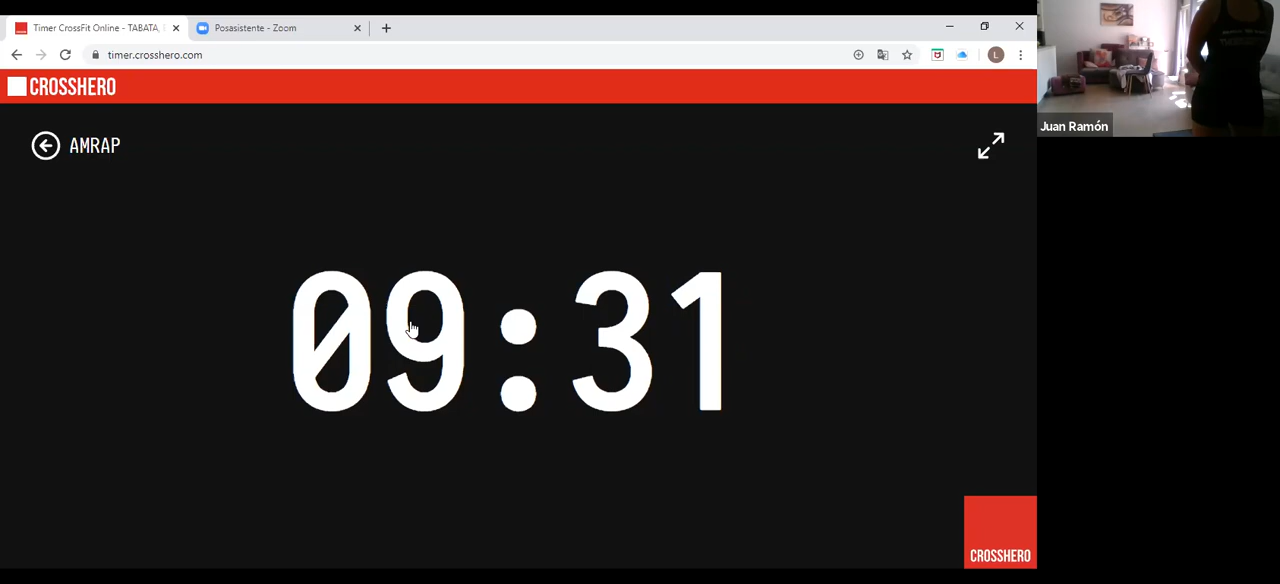 Timer CrossFit Online - TABATA,
Posasistente - Zoom
timer.crosshero.com
L
CROSSHERO
AMRAP
09:31
CROSSHERO
Juan Ramón